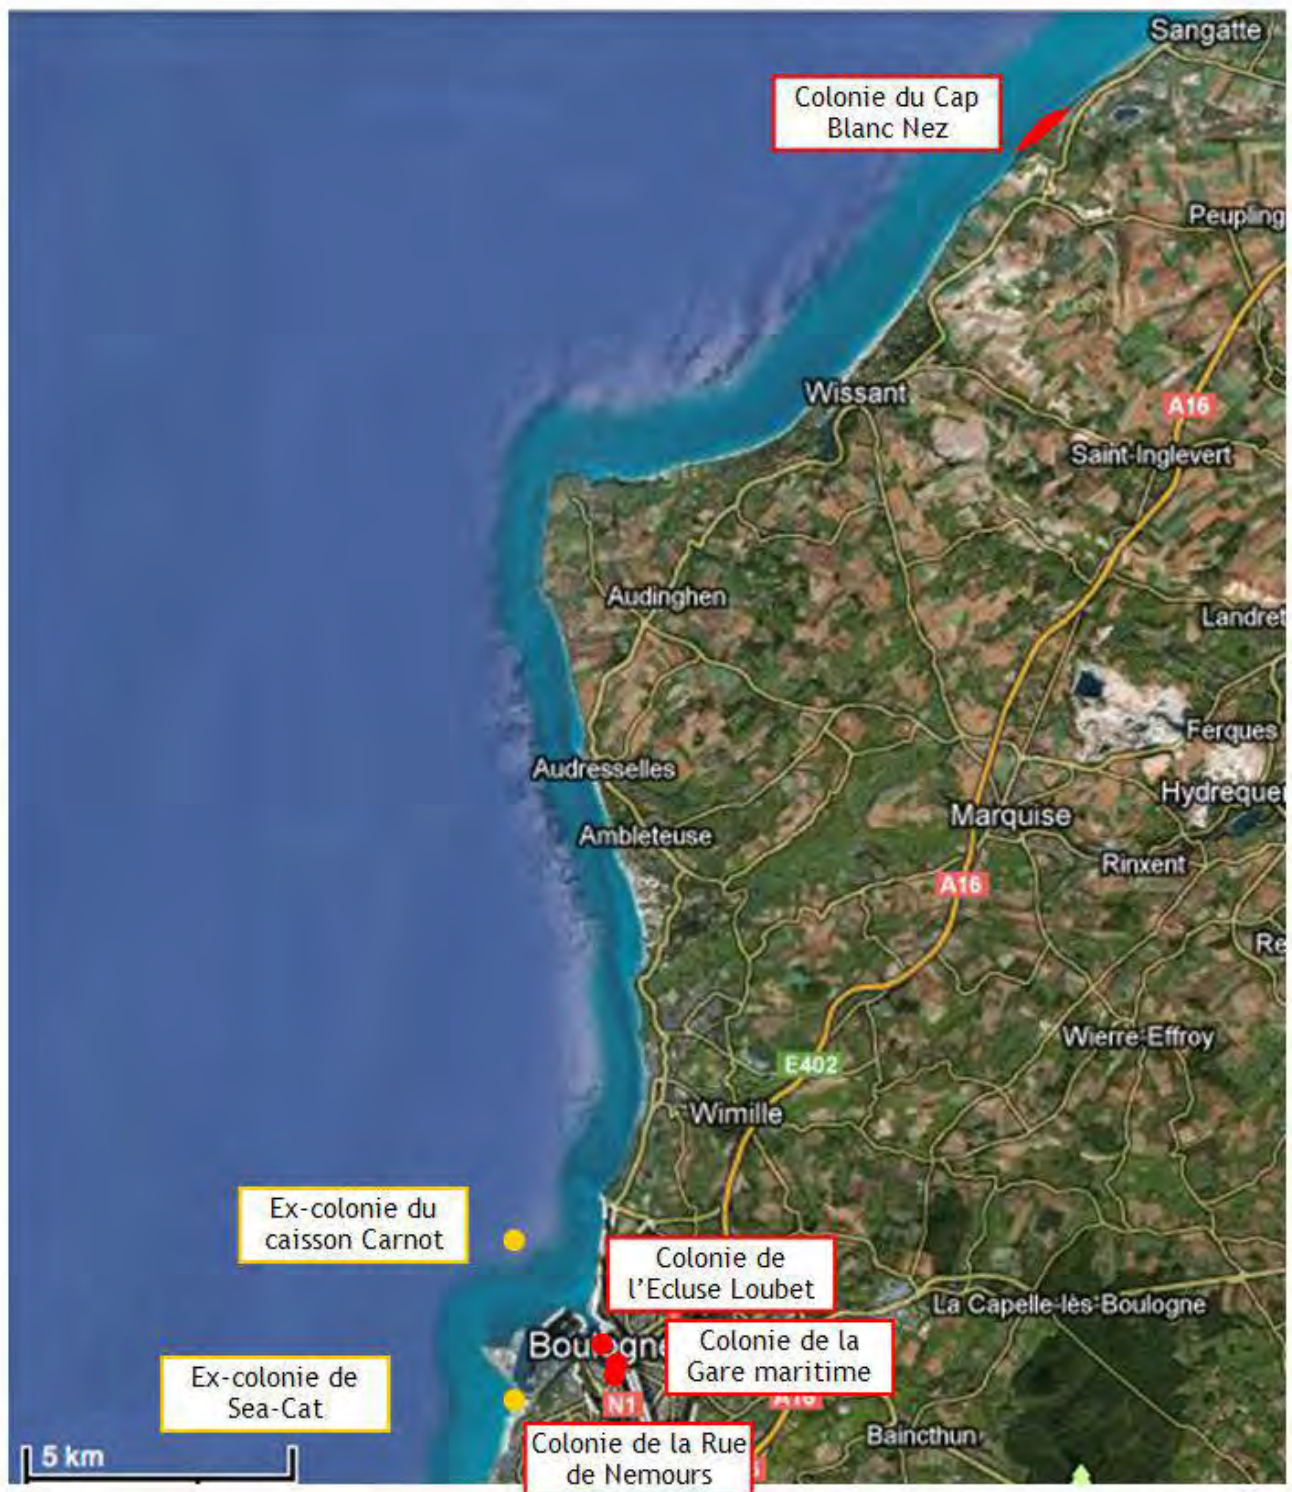 Sangatte
Colonie du Cap
Blanc Nez
Peupling
Wissant
A16
Saint-Inglevert
Audinghen
Landret
Ferques
Audresselles
Hydreque
Marquise
Ambleteuse
Rinxent
A16
Re
Wierre-Effroy
E402
Wimille
Ex-colonie du
caisson Carnot
Colonie de
l'Ecluse Loubet
La Capelle-lès-Boulogne
Boulogne
Colonie de la
Gare maritime
Ex-colonie de
Sea-Cat
N1
A16
Colonie de la Rue
de Nemours
Baincthun
5 km